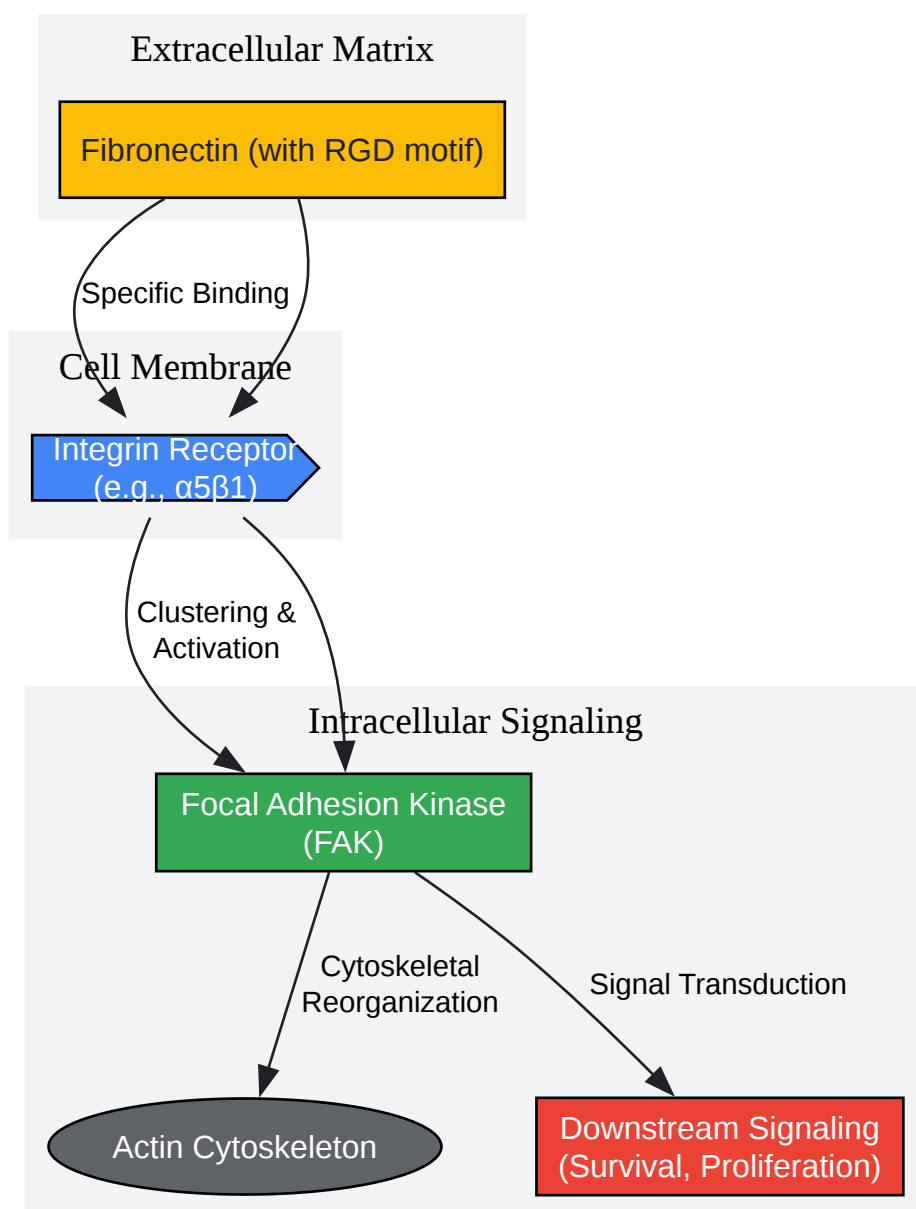 Extracellular Matrix
Fibronectin (with RGD motif)
Specific Binding
Cell Membrane
Integrin Receptor
(e.g., α5β1)
Clustering &
Activation
Intracellular Signaling
Focal Adhesion Kinase
(FAK)
Cytoskeletal
Reorganization
Signal Transduction
Actin Cytoskeleton
Downstream Signaling
(Survival, Proliferation)